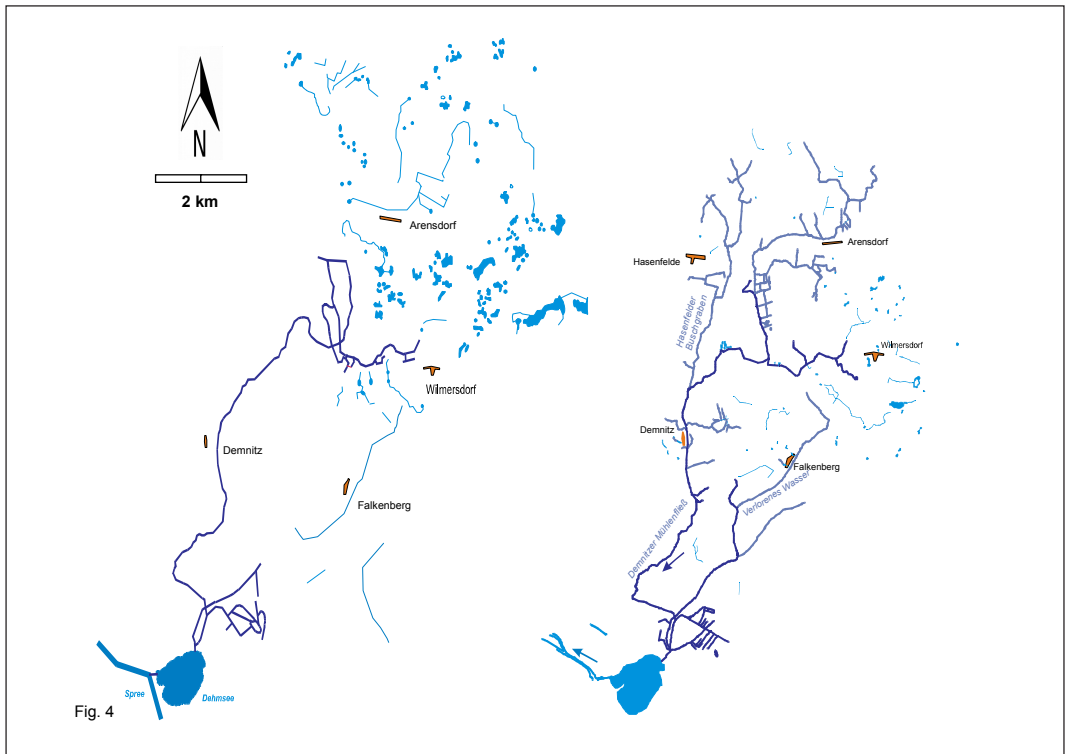 N
2 km
Arensdorf
Wilmersdorf
Demnitz
Falkenberg
Spree
Dehmsee
Fig. 4
Hasenfelde
Arensdorf
Hasenfelder
Buschgraben
Wilmersdorf
Demnitz
Falkenberg
Verlorenes Wasser
Demnitzer Mühlenfließ